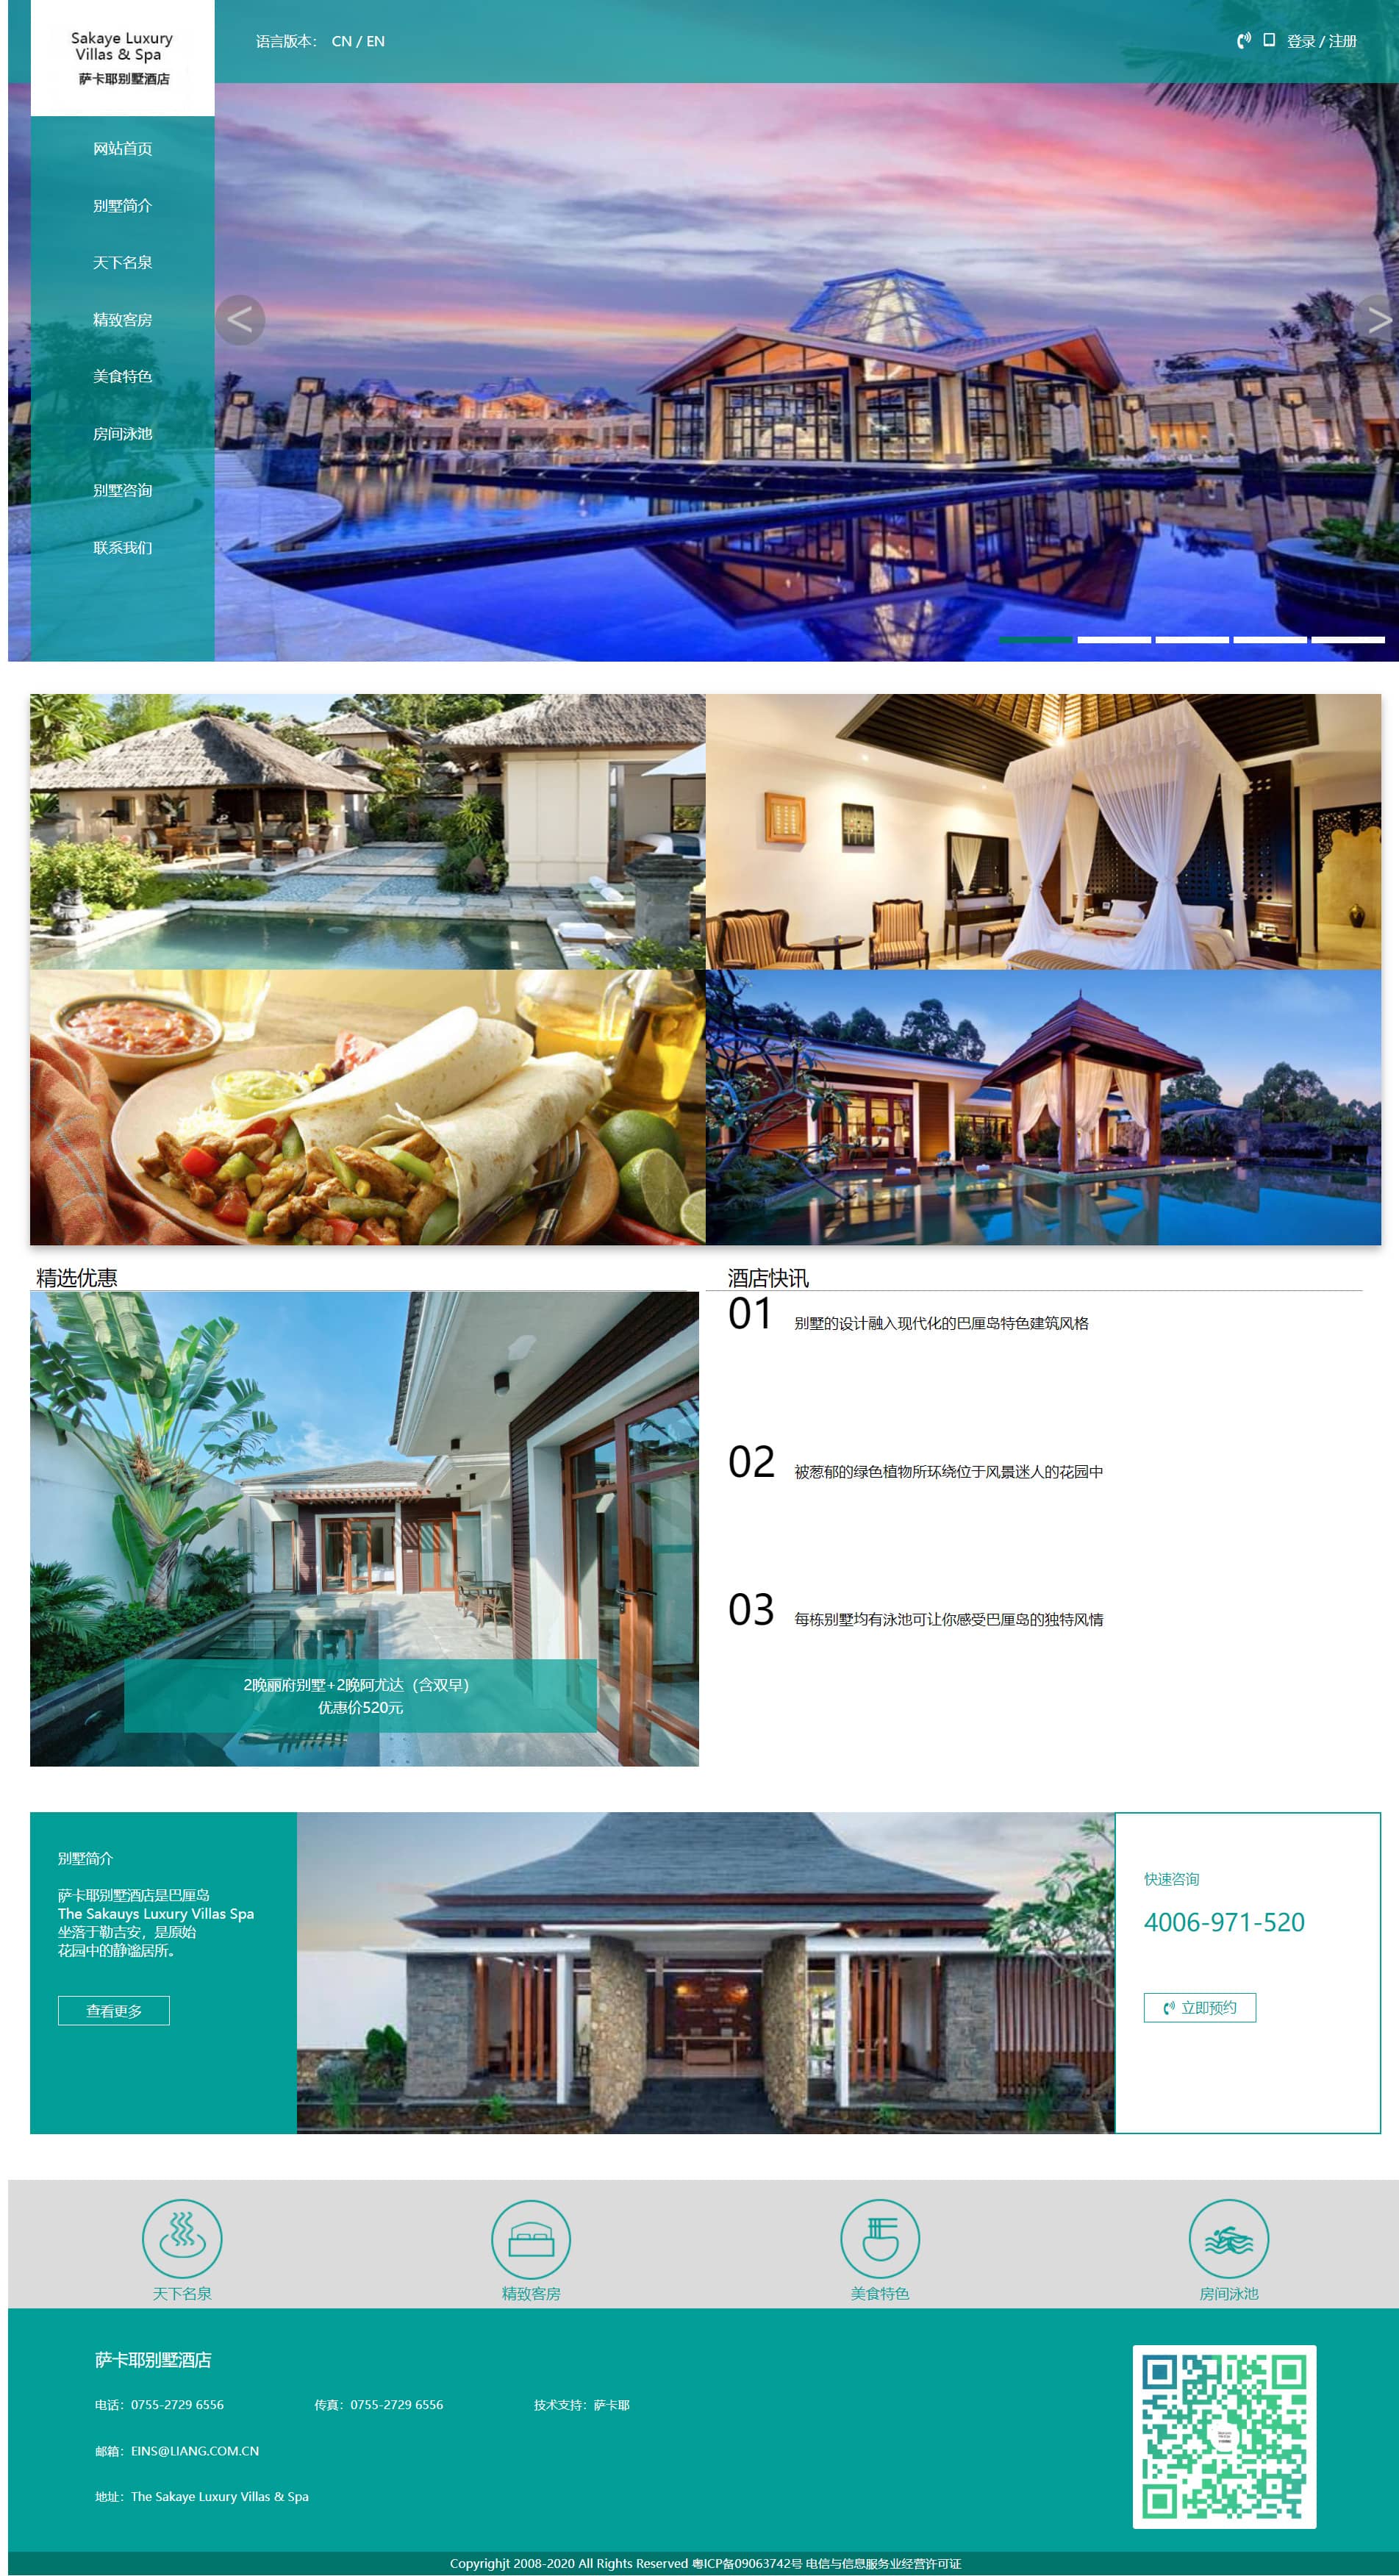 Sakaye Luxury
Villas & Spa
萨卡耶别墅酒店
语言版本： CN / EN
登录 / 注册
网站首页
别墅简介
天下名泉
精致客房
美食特色
房间泳池
别墅咨询
联系我们
<
>
精选优惠
2晚丽府别墅+2晚阿尤达（含双早）
优惠价520元
酒店快讯
01 别墅的设计融入现代化的巴厘岛特色建筑风格
02 被葱郁的绿色植物所环绕位于风景迷人的花园中
03 每栋别墅均有泳池可让你感受巴厘岛的独特风情
别墅简介
萨卡耶别墅酒店是巴厘岛
The Sakauys Luxury Villas Spa
坐落于勒吉安，是原始
花园中的静谧居所。
查看更多
快速咨询
4006-971-520
立即预约
天下名泉
精致客房
美食特色
房间泳池
萨卡耶别墅酒店
电话：0755-2729 6556 传真：0755-2729 6556 技术支持：萨卡耶
邮箱：EINS@LIANG.COM.CN
地址：The Sakaye Luxury Villas & Spa
Copyrighjt 2008-2020 All Rights Reserved 粤ICP备09063742号 电信与信息服务业经营许可证